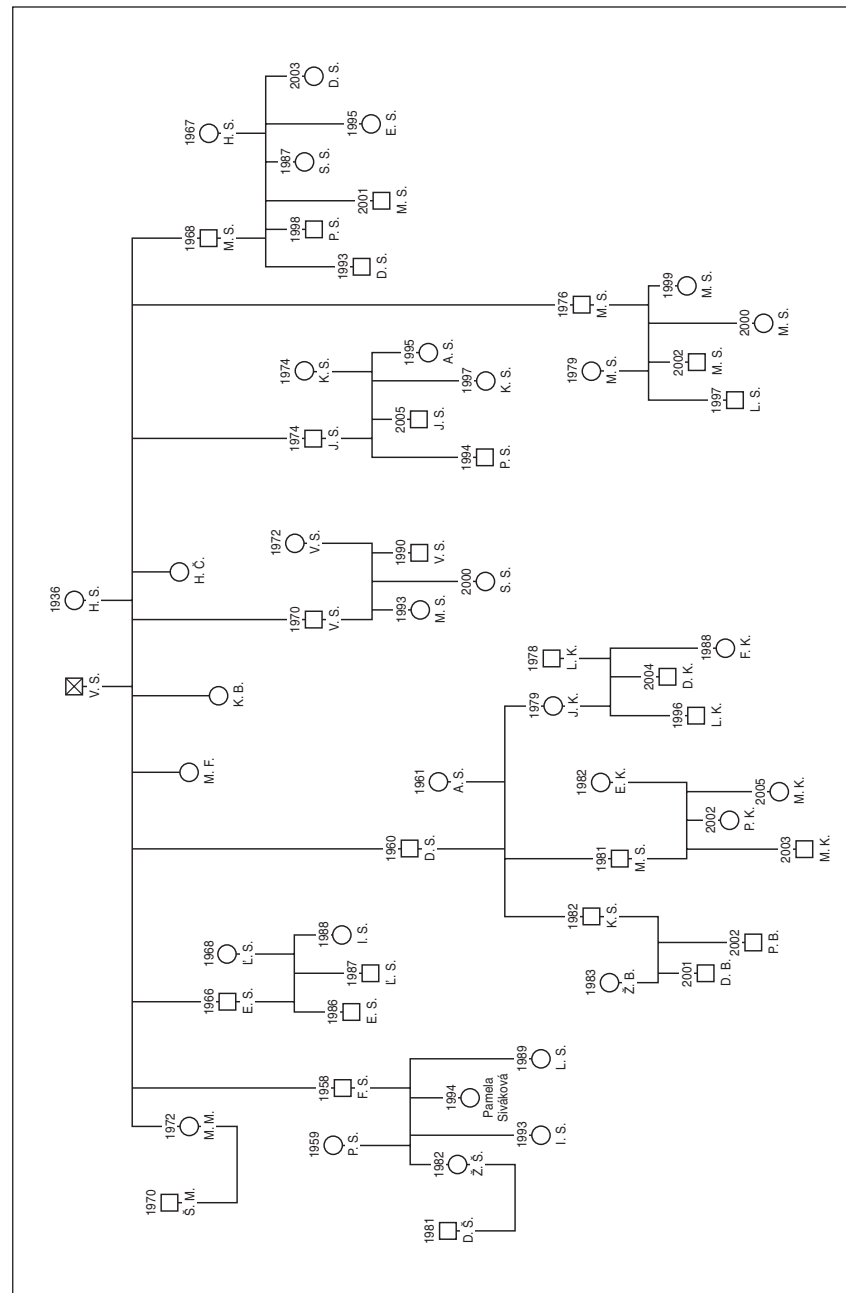 V. S.
1936
H. S.
1972
M. M.
1970
Š. M.
1958
F. S.
1959
P. S.
1982
Ž. Š.
1981
D. Š.
1993
I. S.
1994
Pamela
Siváková
1989
L. S.
1966
E. S.
1968
Ľ. S.
1986
E. S.
1987
Ľ. S.
1988
I. S.
1960
D. S.
1961
A. S.
1982
K. S.
1983
Ž. B.
2001
D. B.
2002
P. B.
1981
M. S.
1982
E. K.
2003
M. K.
2002
P. K.
2005
M. K.
1979
J. K.
1978
L. K.
1996
L. K.
2004
D. K.
1988
F. K.
M. F.
K. B.
1970
V. S.
1972
V. S.
1993
M. S.
2000
S. S.
1990
V. S.
H. Č.
1974
J. S.
1974
K. S.
1994
P. S.
2005
J. S.
1997
K. S.
1995
A. S.
1976
M. S.
1979
M. S.
1997
L. S.
2002
M. S.
2000
M. S.
1999
M. S.
1968
M. S.
1967
H. S.
1993
D. S.
1998
P. S.
2001
M. S.
1987
S. S.
1995
E. S.
2003
D. S.